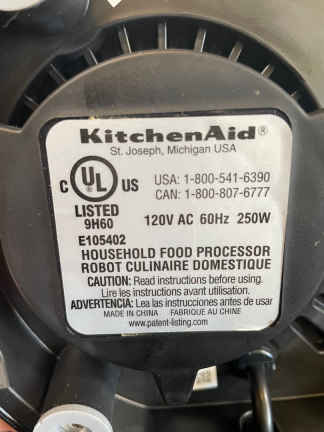 KitchenAid®
St. Joseph, Michigan USA
C UL US
LISTED
9H60
E105402
USA: 1-800-541-6390
CAN: 1-800-807-6777
120V AC 60Hz 250W
HOUSEHOLD FOOD PROCESSOR
ROBOT CULINAIRE DOMESTIQUE
CAUTION: Read instructions before using.
Lire les instructions avant utilisation.
ADVERTENCIA: Lea las instrucciones antes de usar
MADE IN CHINA FABRIQUE AU CHINE
www.patent-listing.com